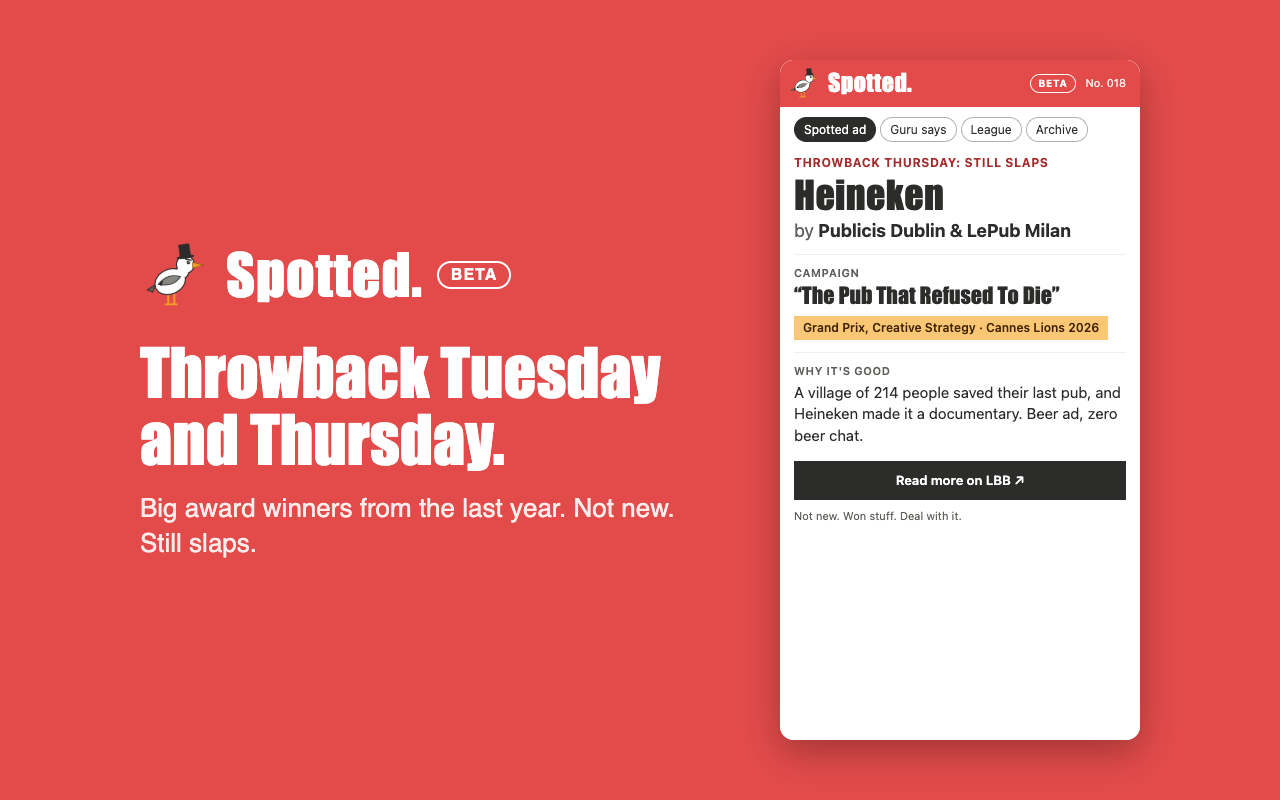 Spotted. BETA
Throwback Tuesday
and Thursday.
Big award winners from the last year. Not new.
Still slaps.
Spotted. BETA No. 018
Spotted ad Guru says League Archive
THROWBACK THURSDAY: STILL SLAPS
Heineken
by Publicis Dublin & LePub Milan
CAMPAIGN
“The Pub That Refused To Die”
Grand Prix, Creative Strategy · Cannes Lions 2026
WHY IT'S GOOD
A village of 214 people saved their last pub, and
Heineken made it a documentary. Beer ad, zero
beer chat.
Read more on LBB ↗
Not new. Won stuff. Deal with it.